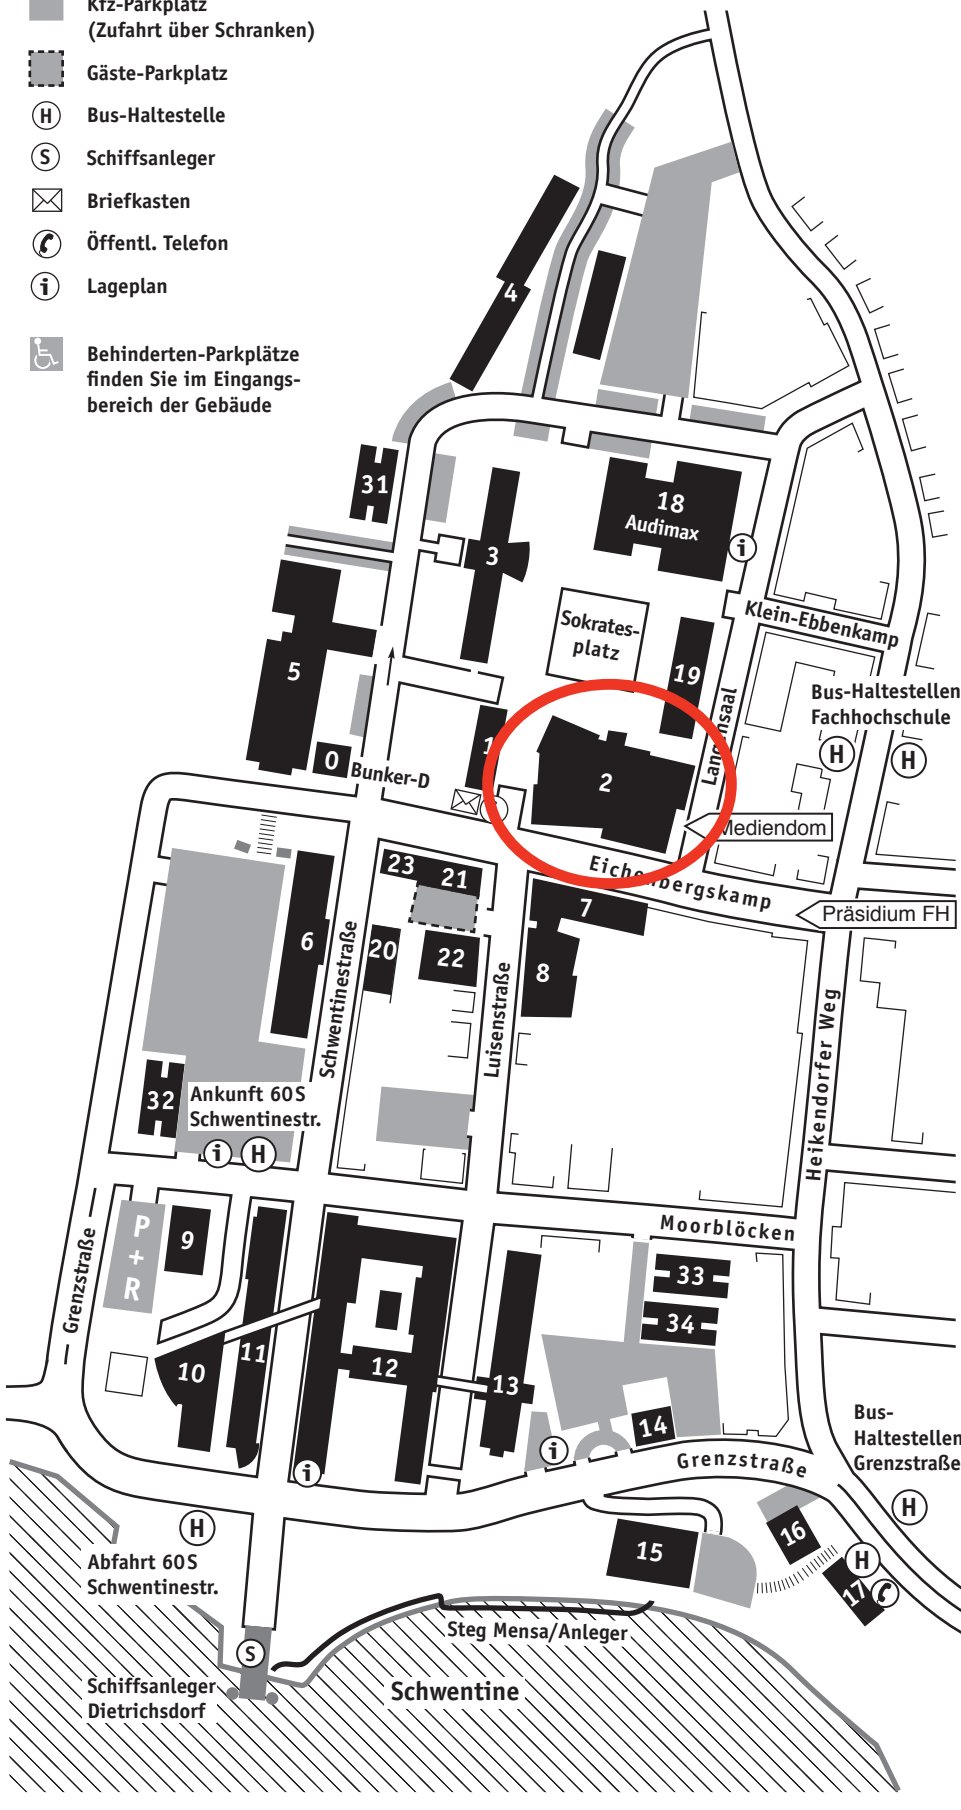 Kfz-Parkplatz
(Zufahrt über Schranken)
Gäste-Parkplatz
H Bus-Haltestelle
S Schiffsanleger
Briefkasten
Öffentl. Telefon
i Lageplan
Behinderten-Parkplätze
finden Sie im Eingangs-
bereich der Gebäude
4
31
18
Audimax
3
i
Klein-Ebbenkamp
Sokrates-
platz
5
19
Bus-Haltestellen
Fachhochschule
H
H
1
0
Bunker-D
2
Mediendom
Eichenbergskamp
23
21
7
Präsidium FH
6
20
22
8
Schwentinestraße
Luisenstraße
Heikendorfer Weg
32
Ankunft 60S
Schwentinestr.
i
H
Moorblöcken
P
+
R
9
Grenzstraße
33
34
10
11
12
13
14
i
i
Grenzstraße
Bus-
Haltestellen
Grenzstraße
H
H
Abfahrt 60S
Schwentinestr.
15
16
H
17
Steg Mensa/Anleger
S
Schiffsanleger
Dietrichsdorf
Schwentine